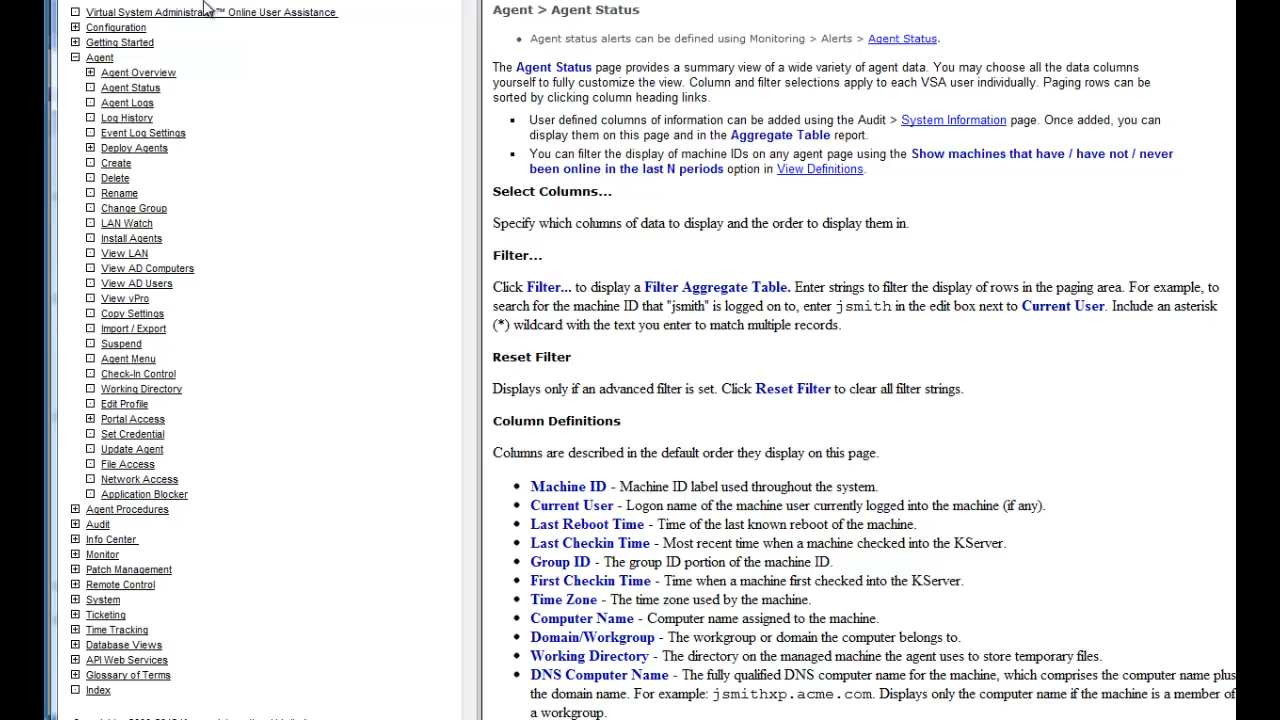 Virtual System Administrator™ Online User Assistance
Configuration
Getting Started
Agent
Agent Overview
Agent Status
Agent Logs
Log History
Event Log Settings
Deploy Agents
Create
Delete
Rename
Change Group
LAN Watch
Install Agents
View LAN
View AD Computers
View AD Users
View vPro
Copy Settings
Import / Export
Suspend
Agent Menu
Check-In Control
Working Directory
Edit Profile
Portal Access
Set Credential
Update Agent
File Access
Network Access
Application Blocker
Agent Procedures
Audit
Info Center
Monitor
Patch Management
Remote Control
System
Ticketing
Time Tracking
Database Views
API Web Services
Glossary of Terms
Index
Agent > Agent Status
• Agent status alerts can be defined using Monitoring > Alerts > Agent Status.
The Agent Status page provides a summary view of a wide variety of agent data. You may choose all the data columns
yourself to fully customize the view. Column and filter selections apply to each VSA user individually. Paging rows can be
sorted by clicking column heading links.
▪ User defined columns of information can be added using the Audit > System Information page. Once added, you can
display them on this page and in the Aggregate Table report.
▪ You can filter the display of machine IDs on any agent page using the Show machines that have / have not / never
been online in the last N periods option in View Definitions.
Select Columns...
Specify which columns of data to display and the order to display them in.
Filter...
Click Filter... to display a Filter Aggregate Table. Enter strings to filter the display of rows in the paging area. For example, to
search for the machine ID that "jsmith" is logged on to, enter jsmith in the edit box next to Current User. Include an asterisk
(*) wildcard with the text you enter to match multiple records.
Reset Filter
Displays only if an advanced filter is set. Click Reset Filter to clear all filter strings.
Column Definitions
Columns are described in the default order they display on this page.
• Machine ID - Machine ID label used throughout the system.
• Current User - Logon name of the machine user currently logged into the machine (if any).
• Last Reboot Time - Time of the last known reboot of the machine.
• Last Checkin Time - Most recent time when a machine checked into the KServer.
• Group ID - The group ID portion of the machine ID.
• First Checkin Time - Time when a machine first checked into the KServer.
• Time Zone - The time zone used by the machine.
• Computer Name - Computer name assigned to the machine.
• Domain/Workgroup - The workgroup or domain the computer belongs to.
• Working Directory - The directory on the managed machine the agent uses to store temporary files.
• DNS Computer Name - The fully qualified DNS computer name for the machine, which comprises the computer name plus
the domain name. For example: jsmithxp.acme.com. Displays only the computer name if the machine is a member of
a workgroup.